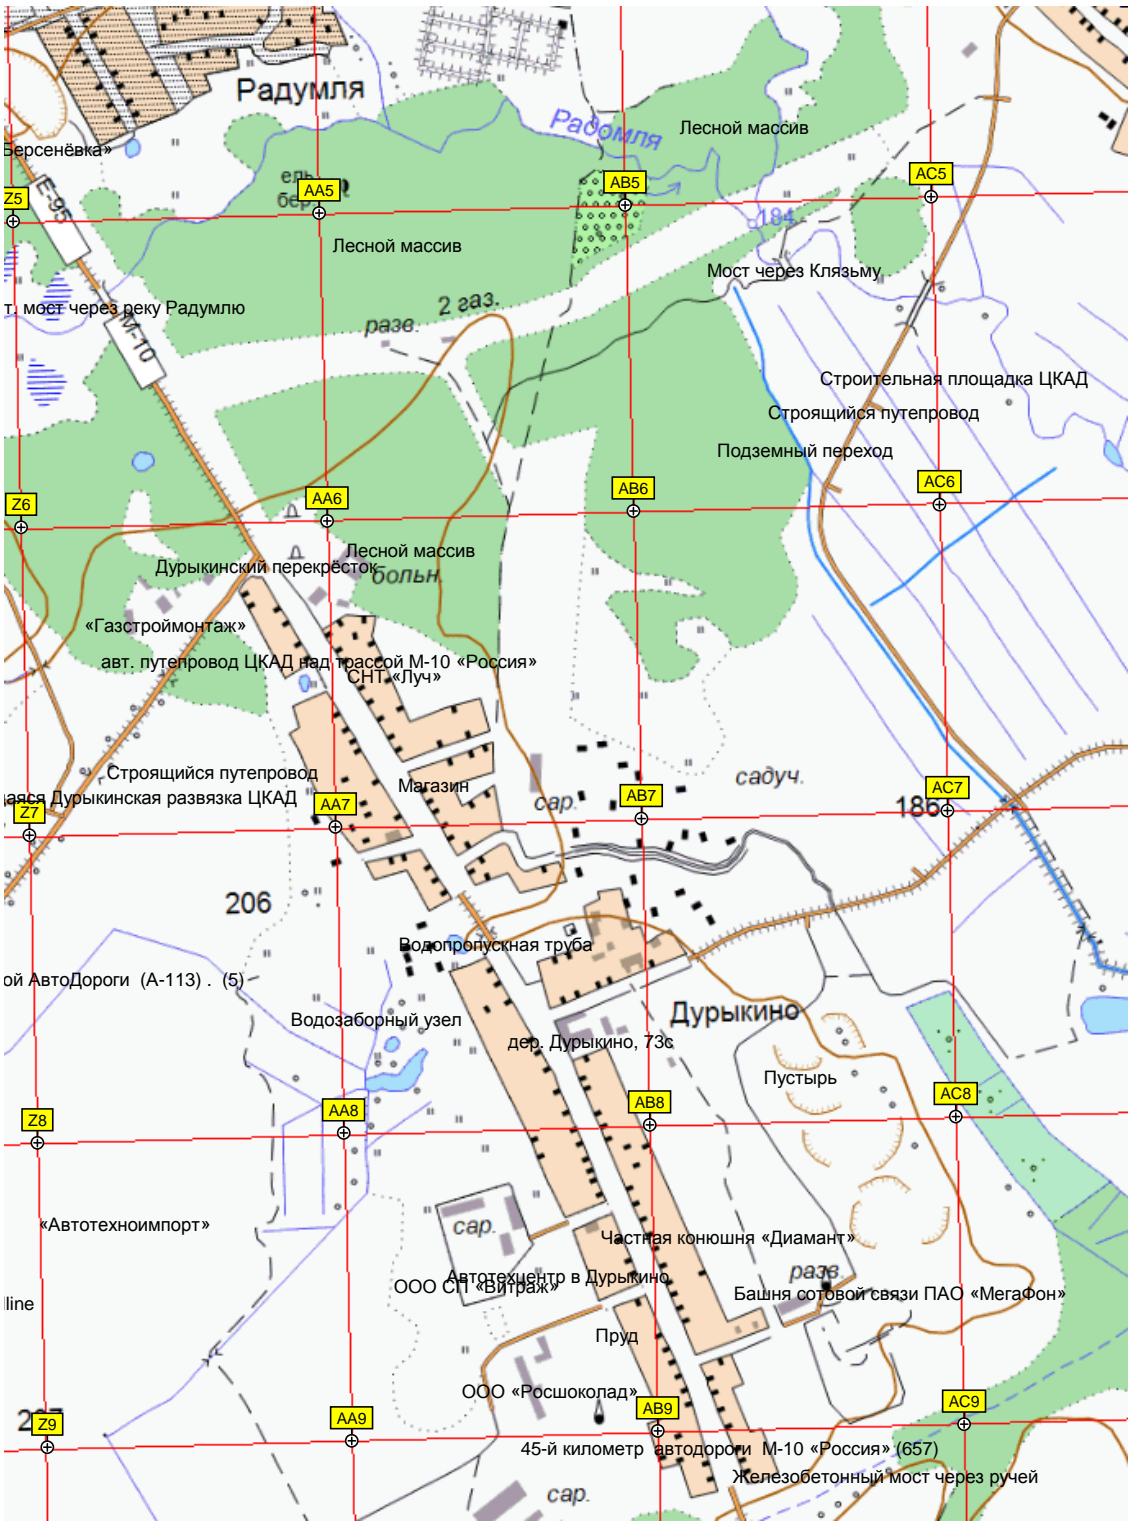 Радумля
Радомля
Лесной массив
Берсенёвка»
Е-95
Z5
ель
бер
AA5
AB5
AC5
184
Лесной массив
Мост через Клязьму
2 газ.
разв.
т. мост через реку Радумлю
М-10
Строительная площадка ЦКАД
Строящийся путепровод
Подземный переход
Z6
AA6
AB6
AC6
Лесной массив
Дурыкинский перекрёсток
больн.
«Газстроймонтаж»
авт. путепровод ЦКАД над трассой М-10 «Россия»
СНТ «Луч»
Строящийся путепровод
Магазин
садуч.
сар.
аяся Дурыкинская развязка ЦКАД
Z7
AA7
AB7
186
AC7
206
Водопропускная труба
ой АвтоДороги (А-113) . (5)
Водозаборный узел
Дурыкино
дер. Дурыкино, 73с
Пустырь
Z8
AA8
AB8
AC8
«Автотехноимпорт»
сар.
Частная конюшня «Диамант»
разв.
Автотехцентр в Дурыкино
ООО СП «Витраж»
Башня сотовой связи ПАО «МегаФон»
line
Пруд
ООО «Росшоколад»
Z9
AA9
AB9
AC9
45-й километр автодороги М-10 «Россия» (657)
Железобетонный мост через ручей
сар.